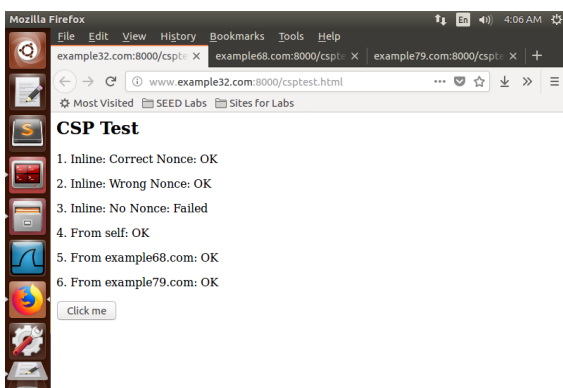 Mozilla Firefox En 4:06 AM
File Edit View History Bookmarks Tools Help
example32.com:8000/cspte example68.com:8000/cspte example79.com:8000/cspte
www.example32.com:8000/csptest.html
Most Visited SEED Labs Sites for Labs
CSP Test
1. Inline: Correct Nonce: OK
2. Inline: Wrong Nonce: OK
3. Inline: No Nonce: Failed
4. From self: OK
5. From example68.com: OK
6. From example79.com: OK
Click me